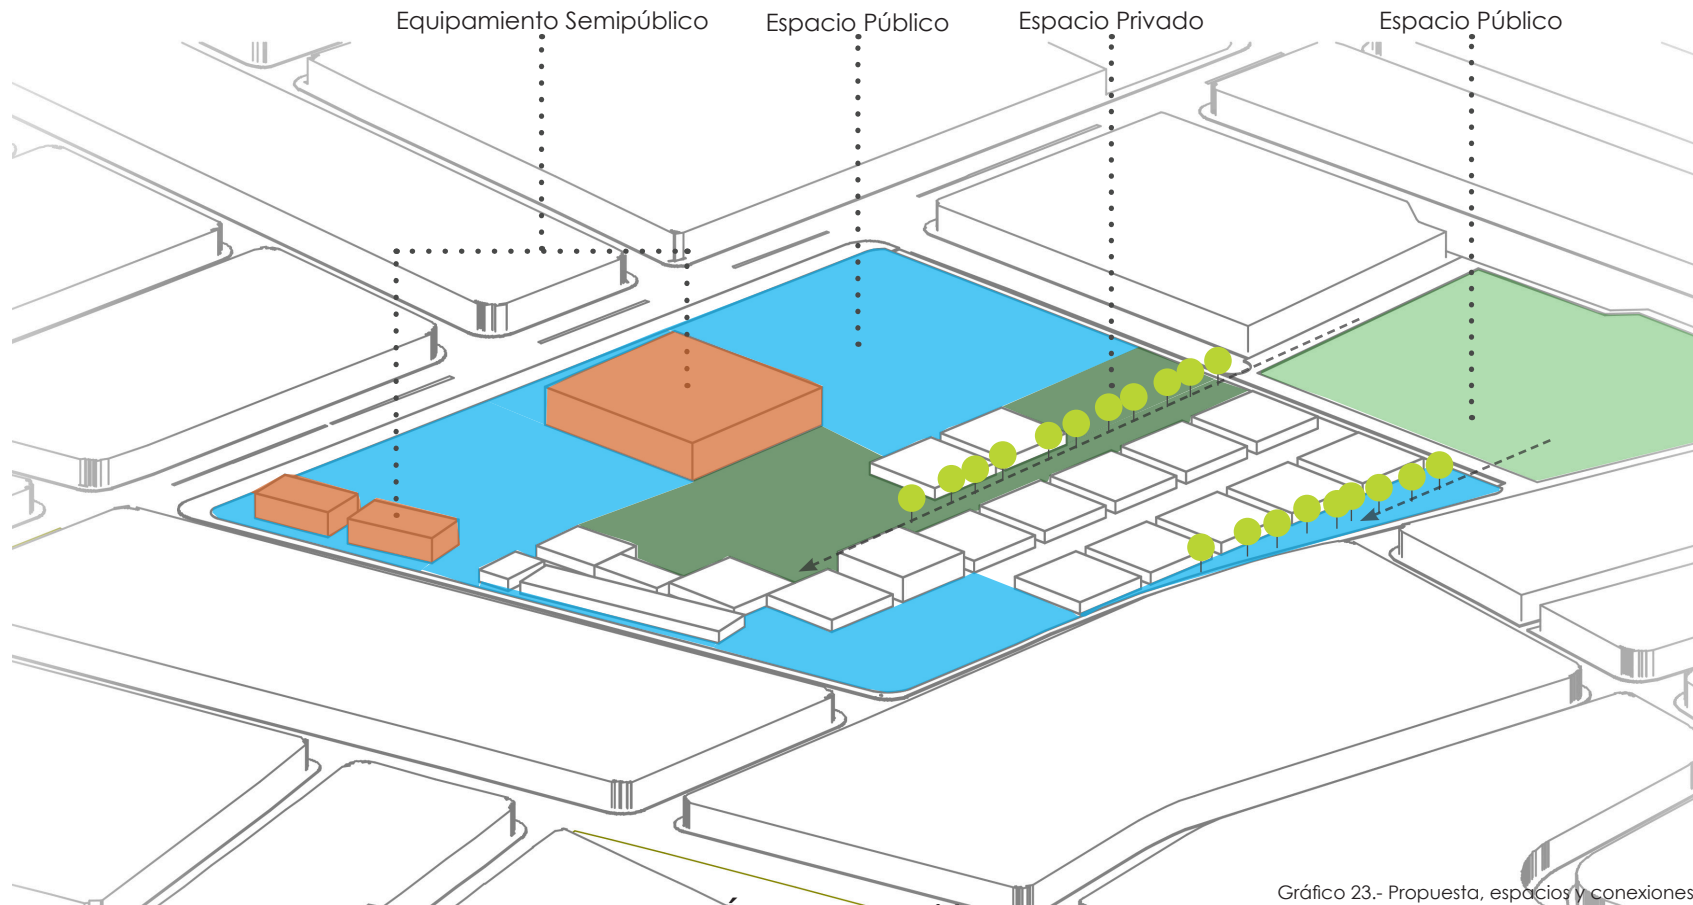 Equipamiento Semipúblico
Espacio Público
Espacio Privado
Espacio Público
Gráfico 23.- Propuesta, espacios y conexiones